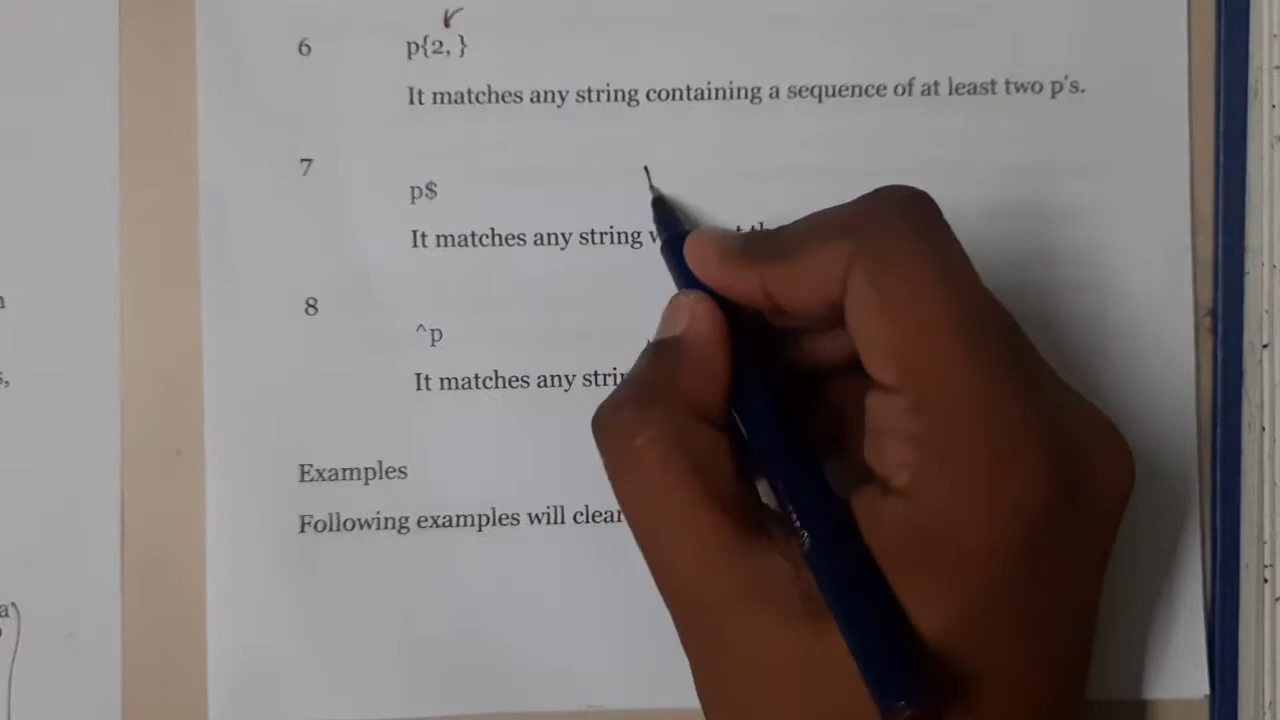 6 p{2, }
It matches any string containing a sequence of at least two p's.
7
p$
It matches any string
8
^p
It matches any
Examples
Following examples will clear